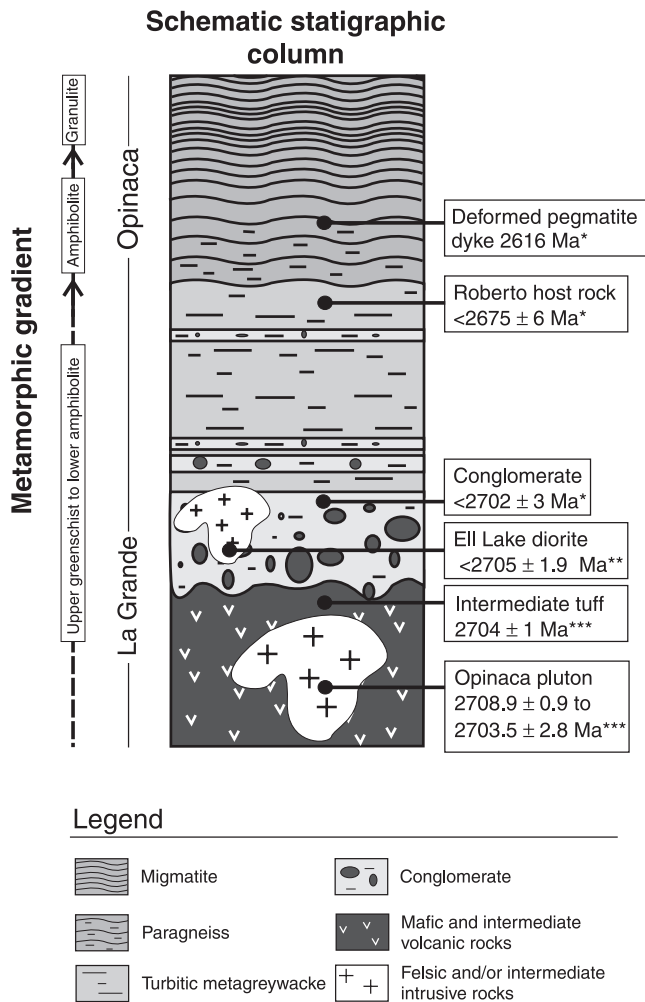 Schematic statigraphic
column
Metamorphic gradient
Granulite
Amphibolite
Upper greenschist to lower amphibolite
Opinaca
La Grande
Deformed pegmatite
dyke 2616 Ma*
Roberto host rock
<2675 ± 6 Ma*
Conglomerate
<2702 ± 3 Ma*
Ell Lake diorite
<2705 ± 1.9 Ma**
Intermediate tuff
2704 ± 1 Ma***
Opinaca pluton
2708.9 ± 0.9 to
2703.5 ± 2.8 Ma***
Legend
Migmatite
Paragneiss
Turbitic metagreywacke
Conglomerate
Mafic and intermediate
volcanic rocks
Felsic and/or intermediate
intrusive rocks